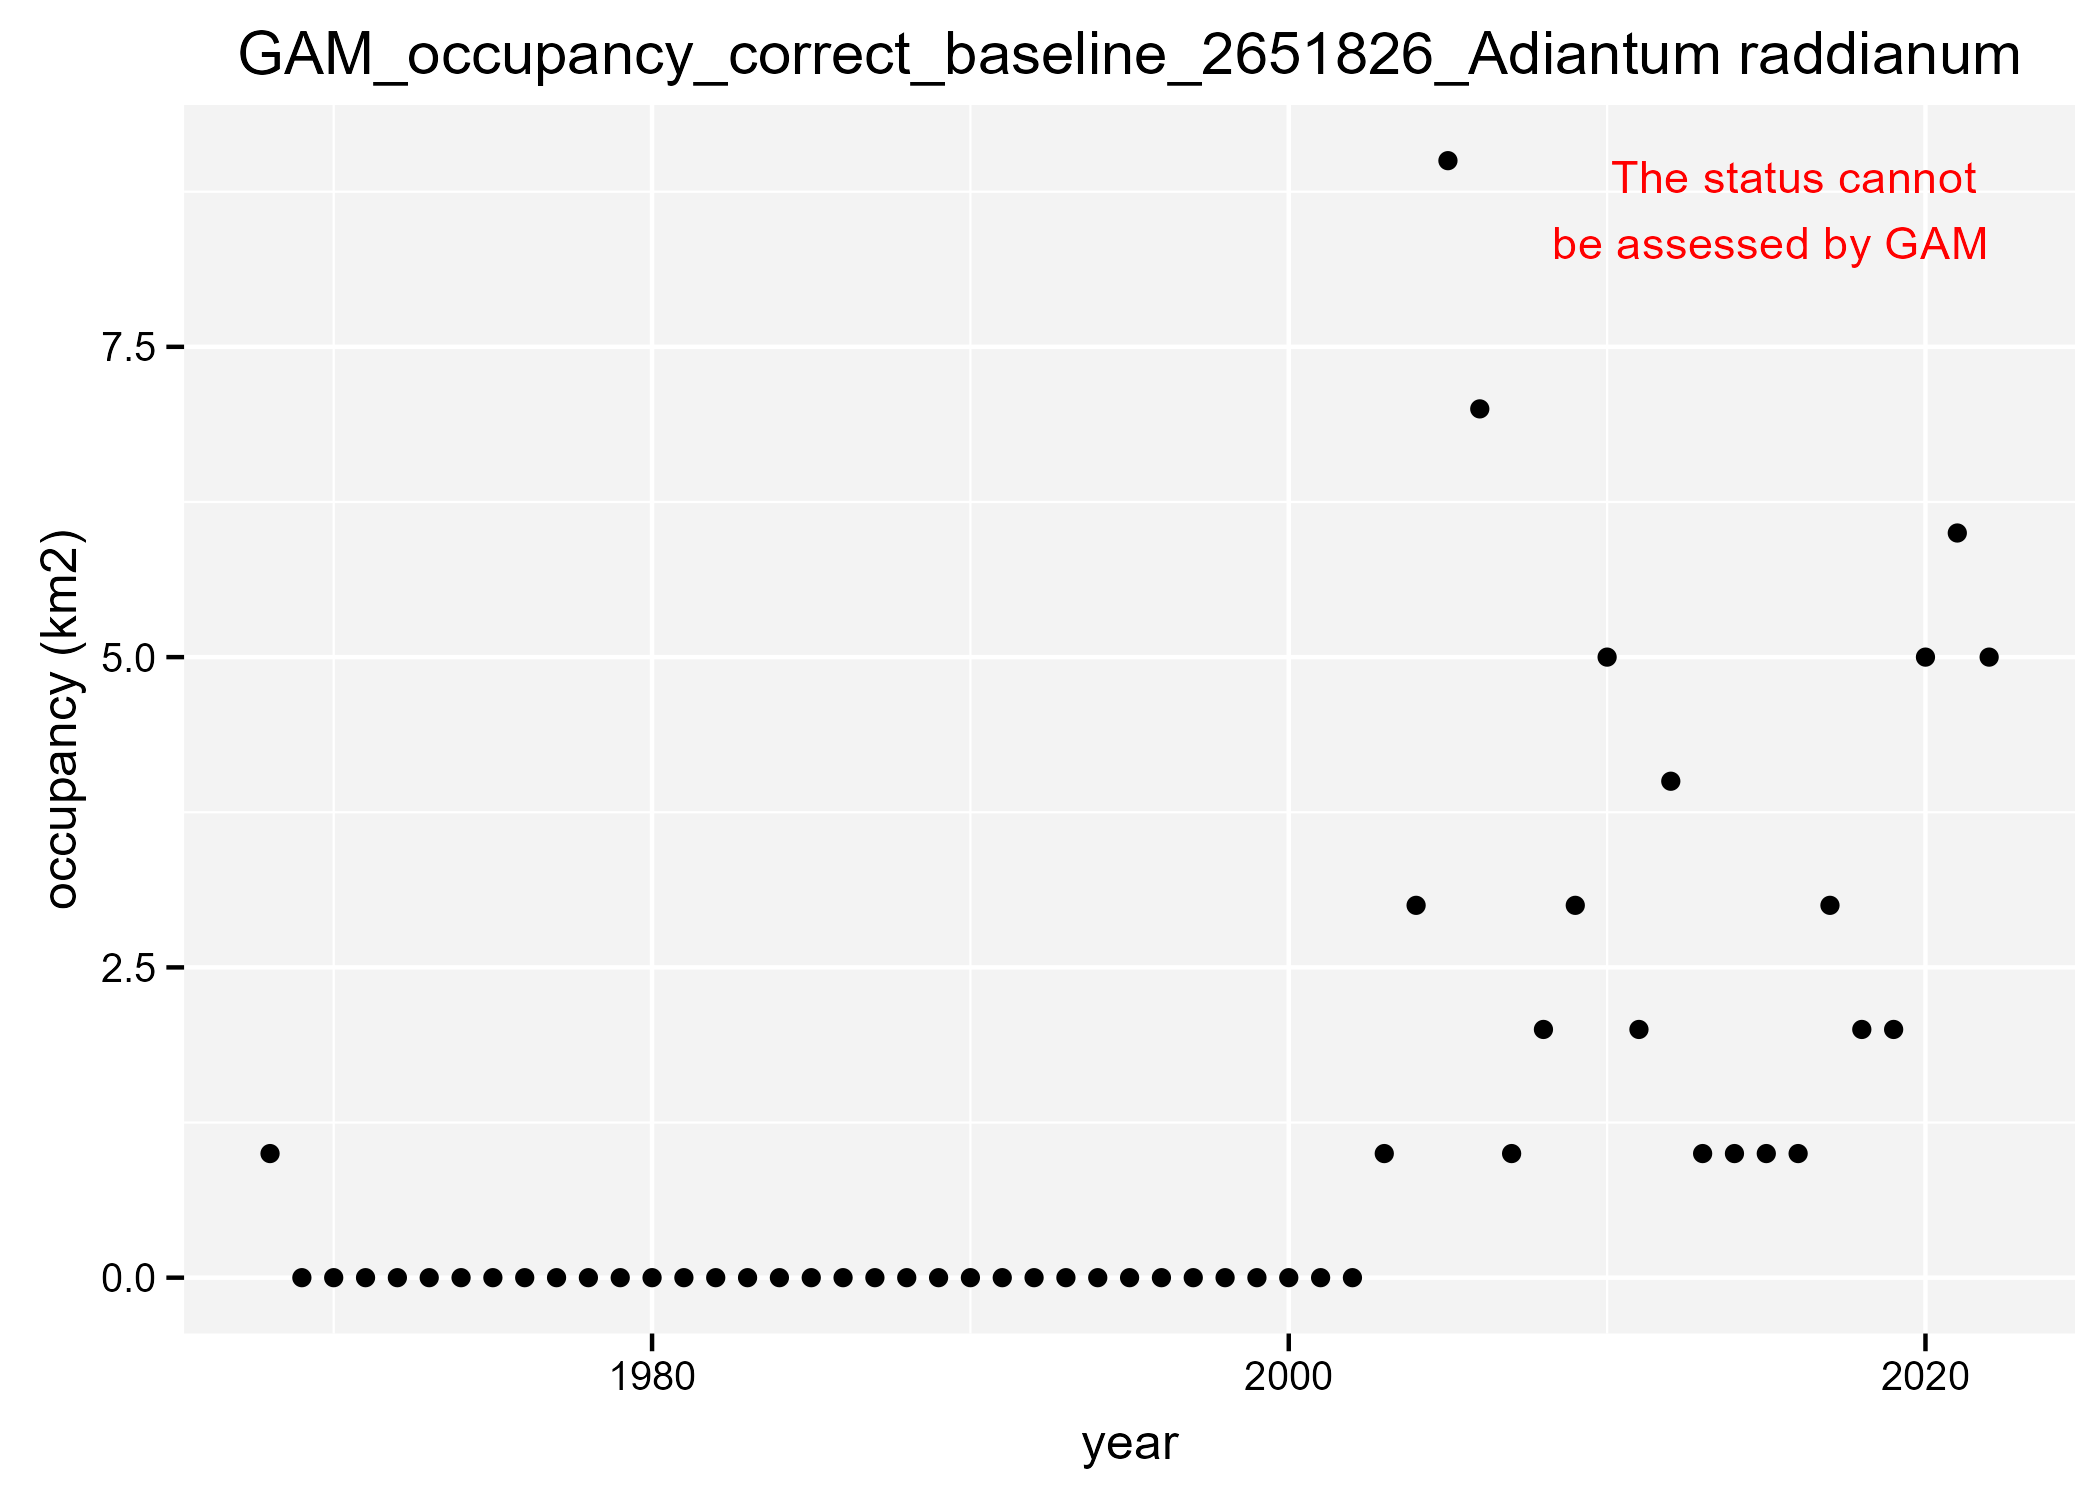 GAM_occupancy_correct_baseline_2651826_Adiantum raddianum
The status cannot
be assessed by GAM
7.5
5.0
2.5
0.0
occupancy (km2)
1980 2000 2020
year